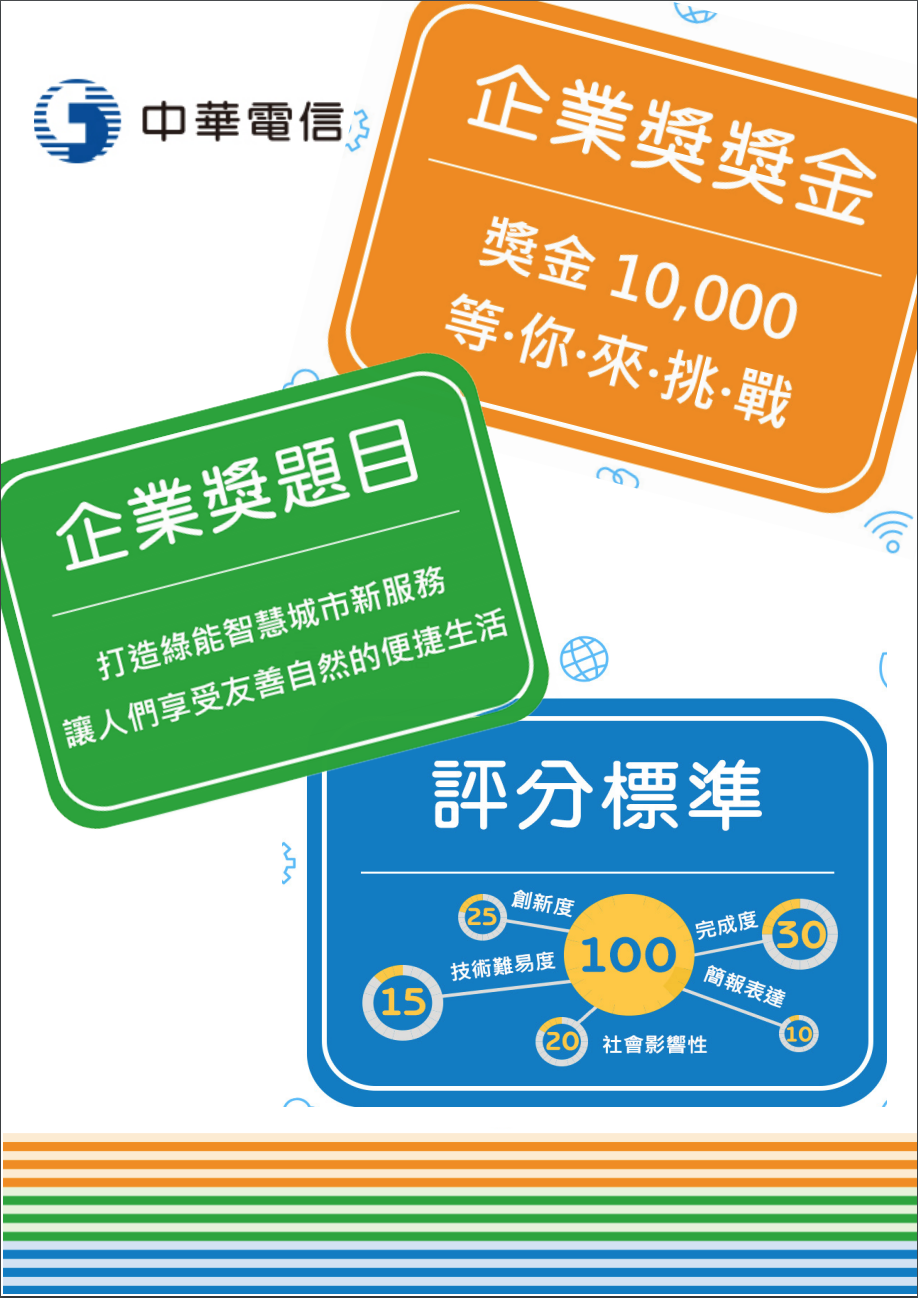 中華電信
企業獎獎金
獎金 10,000
等·你·來·挑·戰
企業獎題目
打造綠能智慧城市新服務
讓人們享受友善自然的便捷生活
評分標準
25 創新度
100
完成度 30
15 技術難易度
簡報表達 10
20 社會影響性